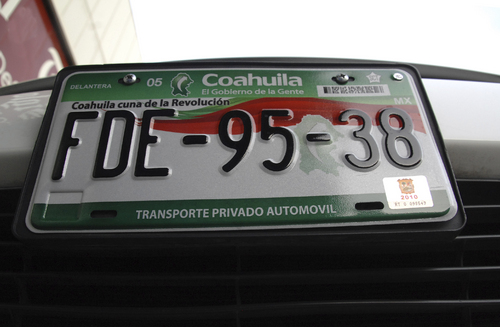 DELANTERA 05 Coahuila
El Gobierno de la Gente
Coahuila cuna de la Revolución MX
FDE-95-38
2010
TRANSPORTE PRIVADO AUTOMOVIL